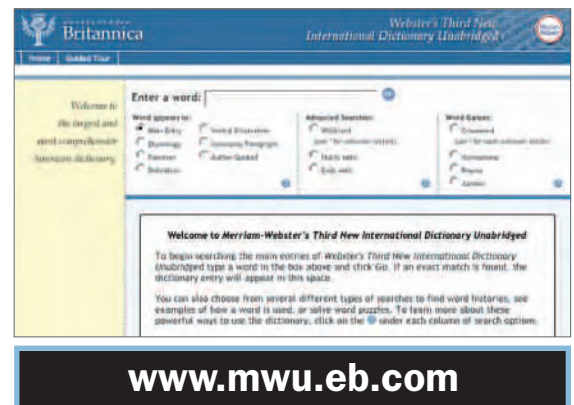 Britannica
Webster's Third New
International Dictionary Unabridged
Home Guided Tour
Welcome to
the largest and
most comprehensive
American dictionary.
Enter a word:
Word appears in:
Main Entry
Verbal Illustration
Etymology
Synonymy Paragraph
Function
Author Quoted
Definition
Advanced Searches:
Wildcard
Starts with
Ends with
Word Games:
Crossword
Homophone
Rhyme
Jumble
Welcome to Merriam-Webster's Third New International Dictionary Unabridged
To begin searching the main entries of Webster's Third New International Dictionary
Unabridged type a word in the box above and click Go. If an exact match is found, the
dictionary entry will appear in this space.
You can also choose from several different types of searches to find word histories, see
examples of how a word is used, or solve word puzzles. To learn more about these
powerful ways to use the dictionary, click on the under each column of search options.
www.mwu.eb.com